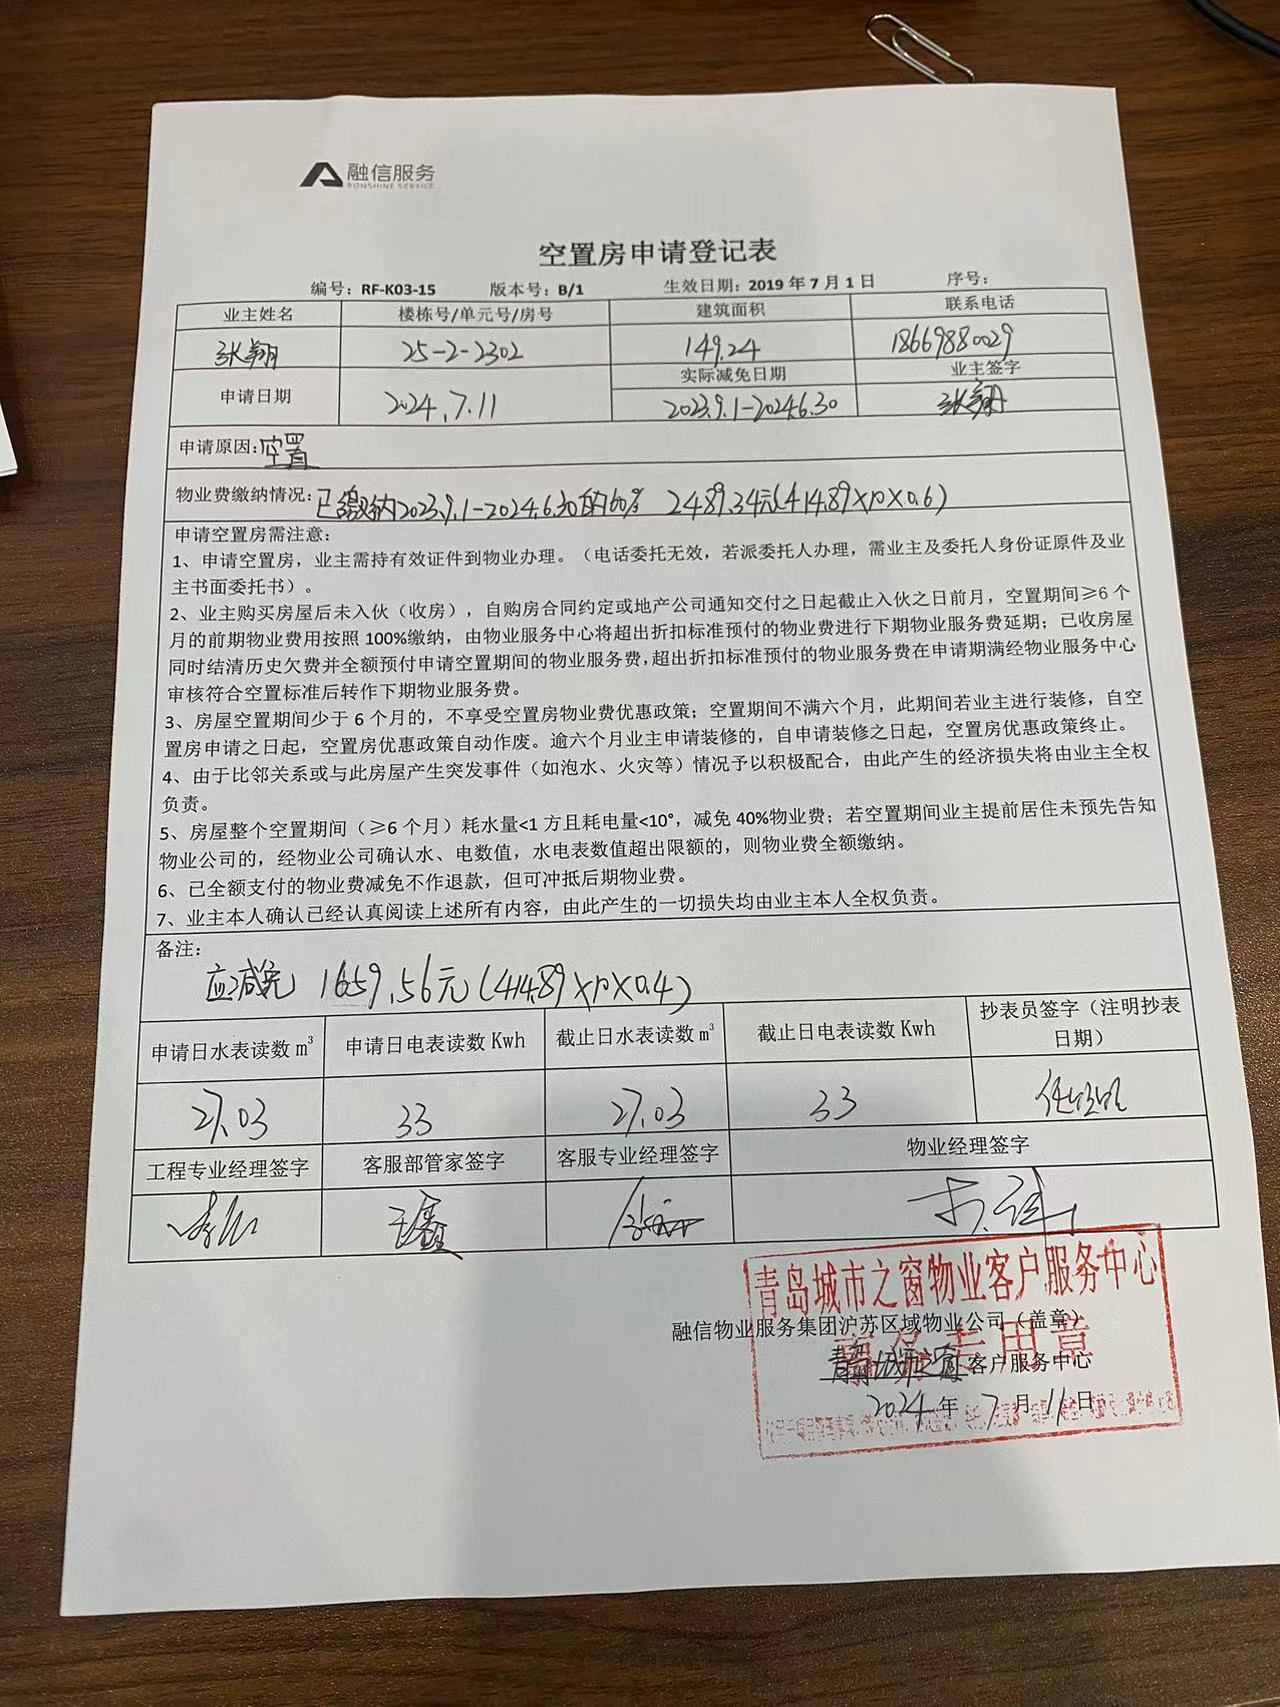 融信服务
RONSHINE SERVICE
空置房申请登记表
编号：RF-K03-15 版本号：B/1 生效日期：2019 年 7 月 1 日 序号：
业主姓名 楼栋号/单元号/房号 建筑面积 联系电话
张翔 25-2-2302 149.24 18669880029
申请日期 2024.7.11 实际减免日期 业主签字
2023.9.1-2024.6.30 张翔
申请原因：空置
物业费缴纳情况：已缴纳2023.9.1-2024.6.30的60% 2489.34元(414.89×10×0.6)
申请空置房需注意：
1、申请空置房，业主需持有效证件到物业办理。（电话委托无效，若派委托人办理，需业主及委托人身份证原件及业
主书面委托书）。
2、业主购买房屋后未入伙（收房），自购房合同约定或地产公司通知交付之日起截止入伙之日前月，空置期间≥6 个
月的前期物业费用按照 100%缴纳，由物业服务中心将超出折扣标准预付的物业费进行下期物业服务费延期；已收房屋
同时结清历史欠费并全额预付申请空置期间的物业服务费，超出折扣标准预付的物业服务费在申请期满经物业服务中心
审核符合空置标准后转作下期物业服务费。
3、房屋空置期间少于 6 个月的，不享受空置房物业费优惠政策；空置期间不满六个月，此期间若业主进行装修，自空
置房申请之日起，空置房优惠政策自动作废。逾六个月业主申请装修的，自申请装修之日起，空置房优惠政策终止。
4、由于比邻关系或与此房屋产生突发事件（如泡水、火灾等）情况予以积极配合，由此产生的经济损失将由业主全权
负责。
5、房屋整个空置期间（≥6 个月）耗水量<1 方且耗电量<10°，减免 40%物业费；若空置期间业主提前居住未预先告知
物业公司的，经物业公司确认水、电数值，水电表数值超出限额的，则物业费全额缴纳。
6、已全额支付的物业费减免不作退款，但可冲抵后期物业费。
7、业主本人确认已经认真阅读上述所有内容，由此产生的一切损失均由业主本人全权负责。
备注：
应减免 1659.56元(414.89×10×0.4)
申请日水表读数 m³ 申请日电表读数 Kwh 截止日水表读数 m³ 截止日电表读数 Kwh 抄表员签字（注明抄表
日期）
27.03 33 27.03 33
工程专业经理签字 客服部管家签字 客服专业经理签字 物业经理签字
青岛城市之窗物业客户服务中心
融信物业服务集团沪苏区域物业公司（盖章）
专用章
青岛城市之窗客户服务中心
2024 年 7 月 11 日